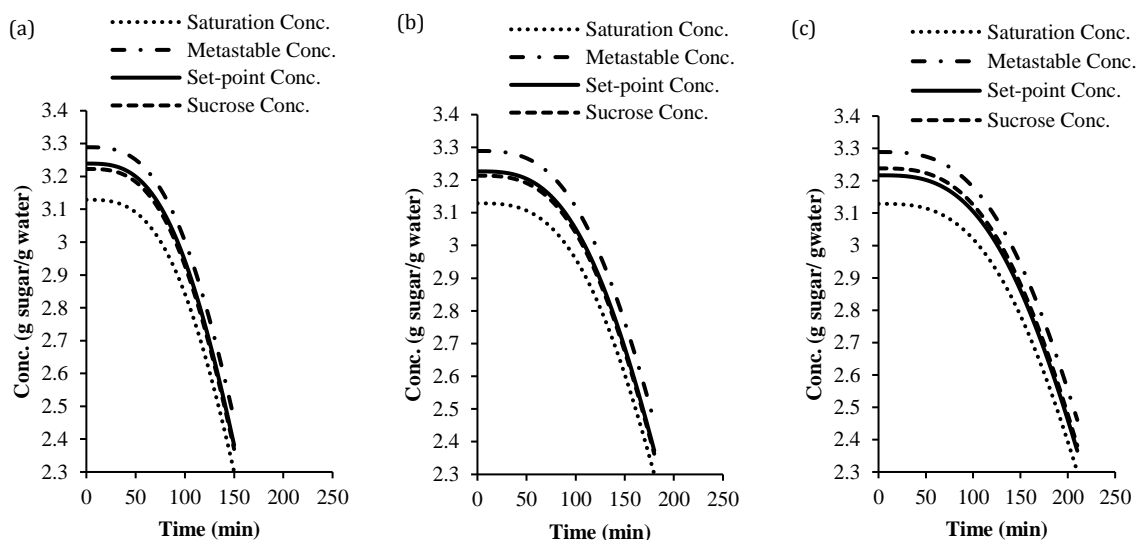 (a)
Saturation Conc.
Metastable Conc.
Set-point Conc.
Sucrose Conc.
3.4
3.3
3.2
3.1
3
2.9
2.8
2.7
2.6
2.5
2.4
2.3
Conc. (g sugar/g water)
0 50 100 150 200 250
Time (min)
(b)
Saturation Conc.
Metastable Conc.
Set-point Conc.
Sucrose Conc.
3.4
3.3
3.2
3.1
3
2.9
2.8
2.7
2.6
2.5
2.4
2.3
Conc. (g sugar/g water)
0 50 100 150 200 250
Time (min)
(c)
Saturation Conc.
Metastable Conc.
Set-point Conc.
Sucrose Conc.
3.4
3.3
3.2
3.1
3
2.9
2.8
2.7
2.6
2.5
2.4
2.3
Conc. (g sugar/ gwater)
0 50 100 150 200 250
Time (min)